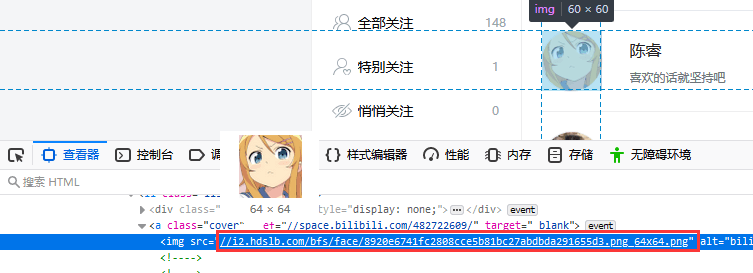 img | 60 × 60
全部关注 148
陈睿
特别关注
喜欢的话就坚持吧
悄悄关注 0
查看器 控制台 调 样式编辑器 性能 内存 存储 无障碍环境
搜索 HTML
64 × 64
<div class= style="display: none;"> </div> event
<a class="cover" ef="//space.bilibili.com/482722609/" target="_blank"> event
<img src="//i2.hdslb.com/bfs/face/8920e6741fc2808cce5b81bc27abdbda291655d3.png_64x64.png" alt="bili
<!---->
<!---->